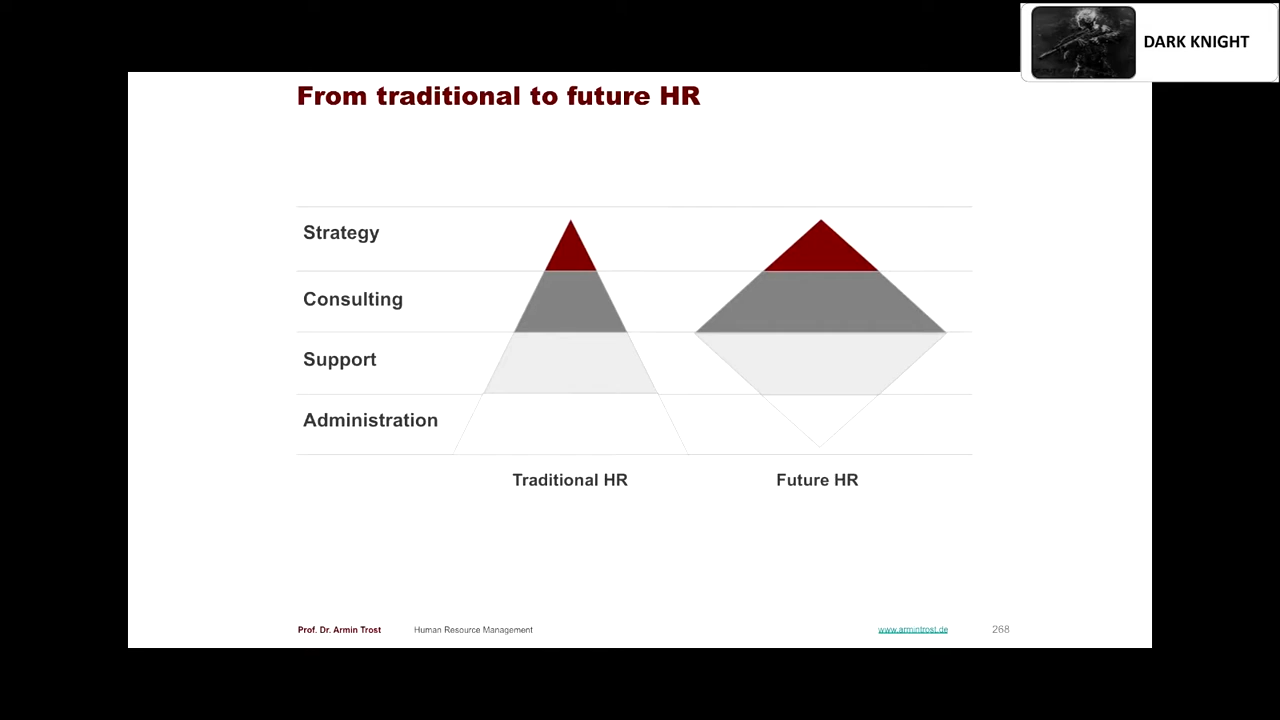 DARK KNIGHT
From traditional to future HR
Strategy
Consulting
Support
Administration
Traditional HR
Future HR
Prof. Dr. Armin Trost
Human Resource Management
www.armintrost.de
268